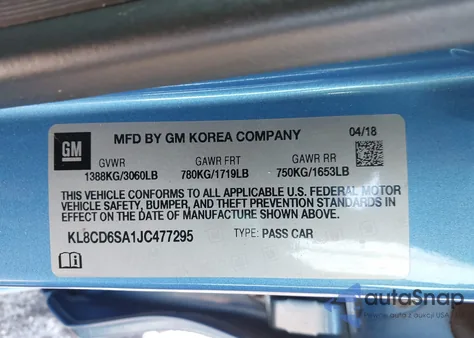 GM
MFD BY GM KOREA COMPANY 04/18
GVWR GAWR FRT GAWR RR
1388KG/3060LB 780KG/1719LB 750KG/1653LB
THIS VEHICLE CONFORMS TO ALL APPLICABLE U.S. FEDERAL MOTOR
VEHICLE SAFETY, BUMPER, AND THEFT PREVENTION STANDARDS
IN EFFECT ON THE DATE OF MANUFACTURE SHOWN ABOVE.
KL8CD6SA1JC477295 TYPE: PASS CAR
autoSnap